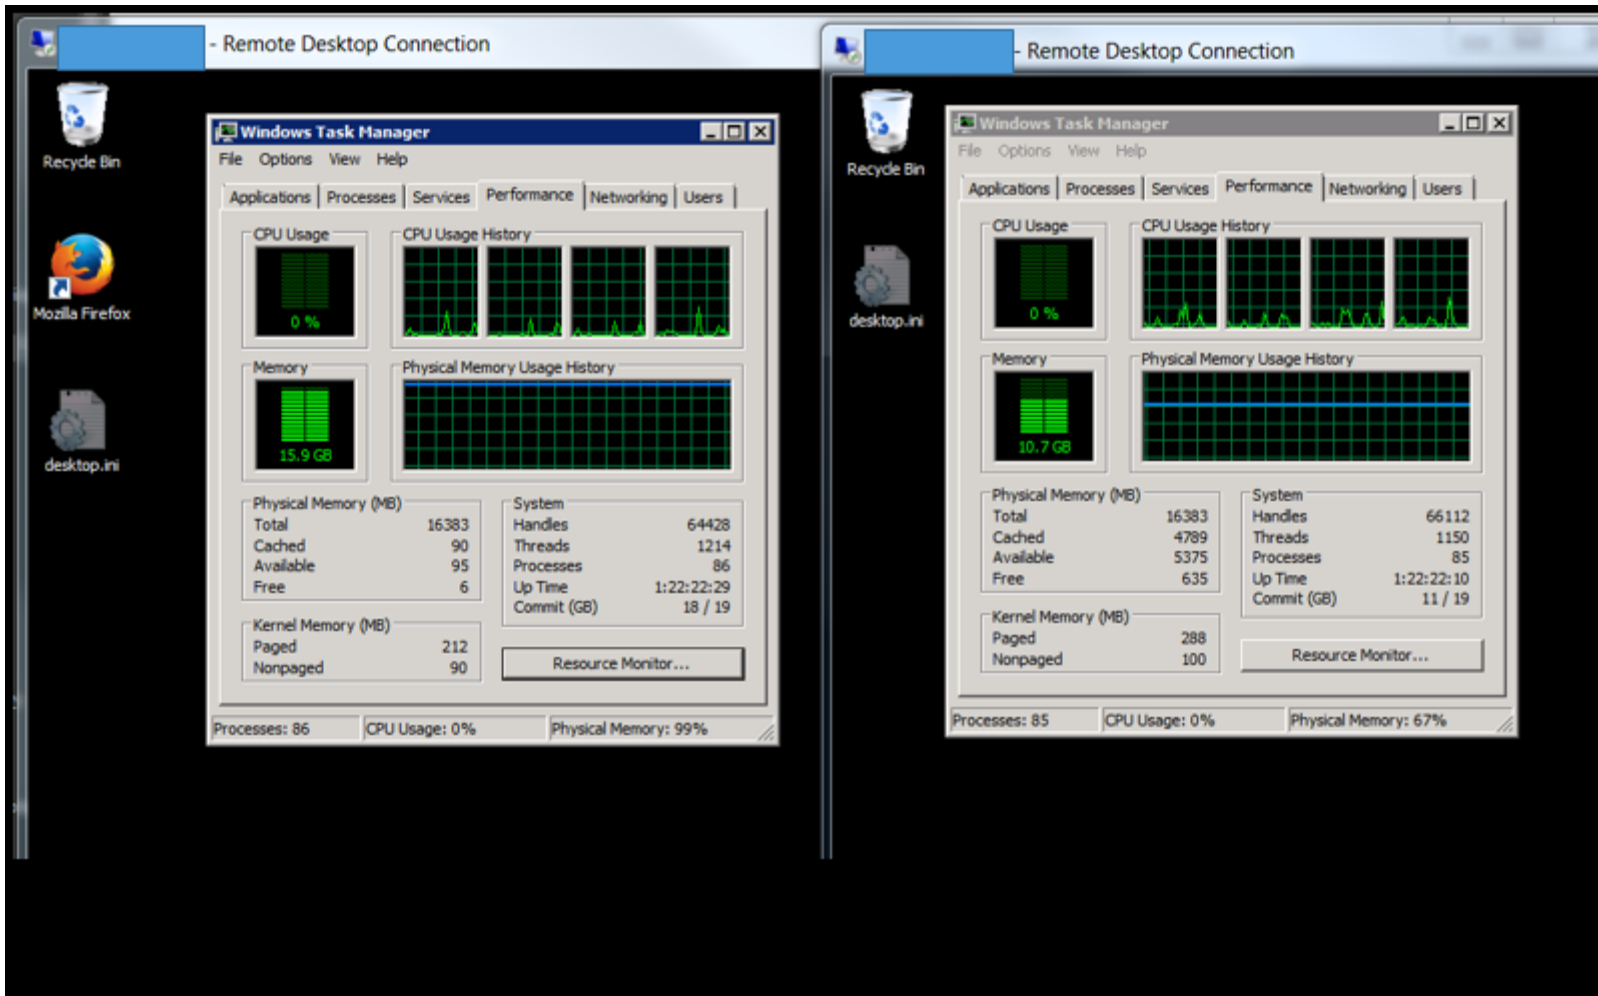 - Remote Desktop Connection
Recycle Bin
Mozilla Firefox
desktop.ini
Windows Task Manager
File Options View Help
Applications Processes Services Performance Networking Users
CPU Usage CPU Usage History
0 %
Memory Physical Memory Usage History
15.9 GB
Physical Memory (MB)
Total 16383
Cached 90
Available 95
Free 6
System
Handles 64428
Threads 1214
Processes 86
Up Time 1:22:22:29
Commit (GB) 18 / 19
Kernel Memory (MB)
Paged 212
Nonpaged 90
Resource Monitor...
Processes: 86 CPU Usage: 0% Physical Memory: 99%
- Remote Desktop Connection
Recycle Bin
desktop.ini
Windows Task Manager
File Options View Help
Applications Processes Services Performance Networking Users
CPU Usage CPU Usage History
0 %
Memory Physical Memory Usage History
10.7 GB
Physical Memory (MB)
Total 16383
Cached 4789
Available 5375
Free 635
System
Handles 66112
Threads 1150
Processes 85
Up Time 1:22:22:10
Commit (GB) 11 / 19
Kernel Memory (MB)
Paged 288
Nonpaged 100
Resource Monitor...
Processes: 85 CPU Usage: 0% Physical Memory: 67%